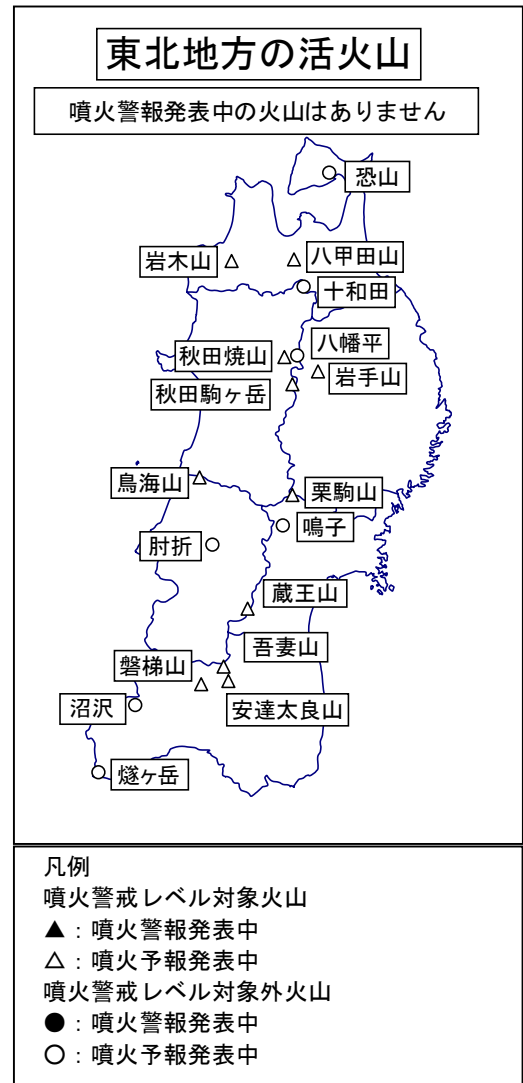 東北地方の活火山
噴火警報発表中の火山はありません
恐山
岩木山
八甲田山
十和田
八幡平
秋田焼山
岩手山
秋田駒ヶ岳
鳥海山
栗駒山
鳴子
肘折
蔵王山
吾妻山
磐梯山
沼沢
安達太良山
燧ヶ岳
凡例
噴火警戒レベル対象火山
▲：噴火警報発表中
△：噴火予報発表中
噴火警戒レベル対象外火山
●：噴火警報発表中
○：噴火予報発表中